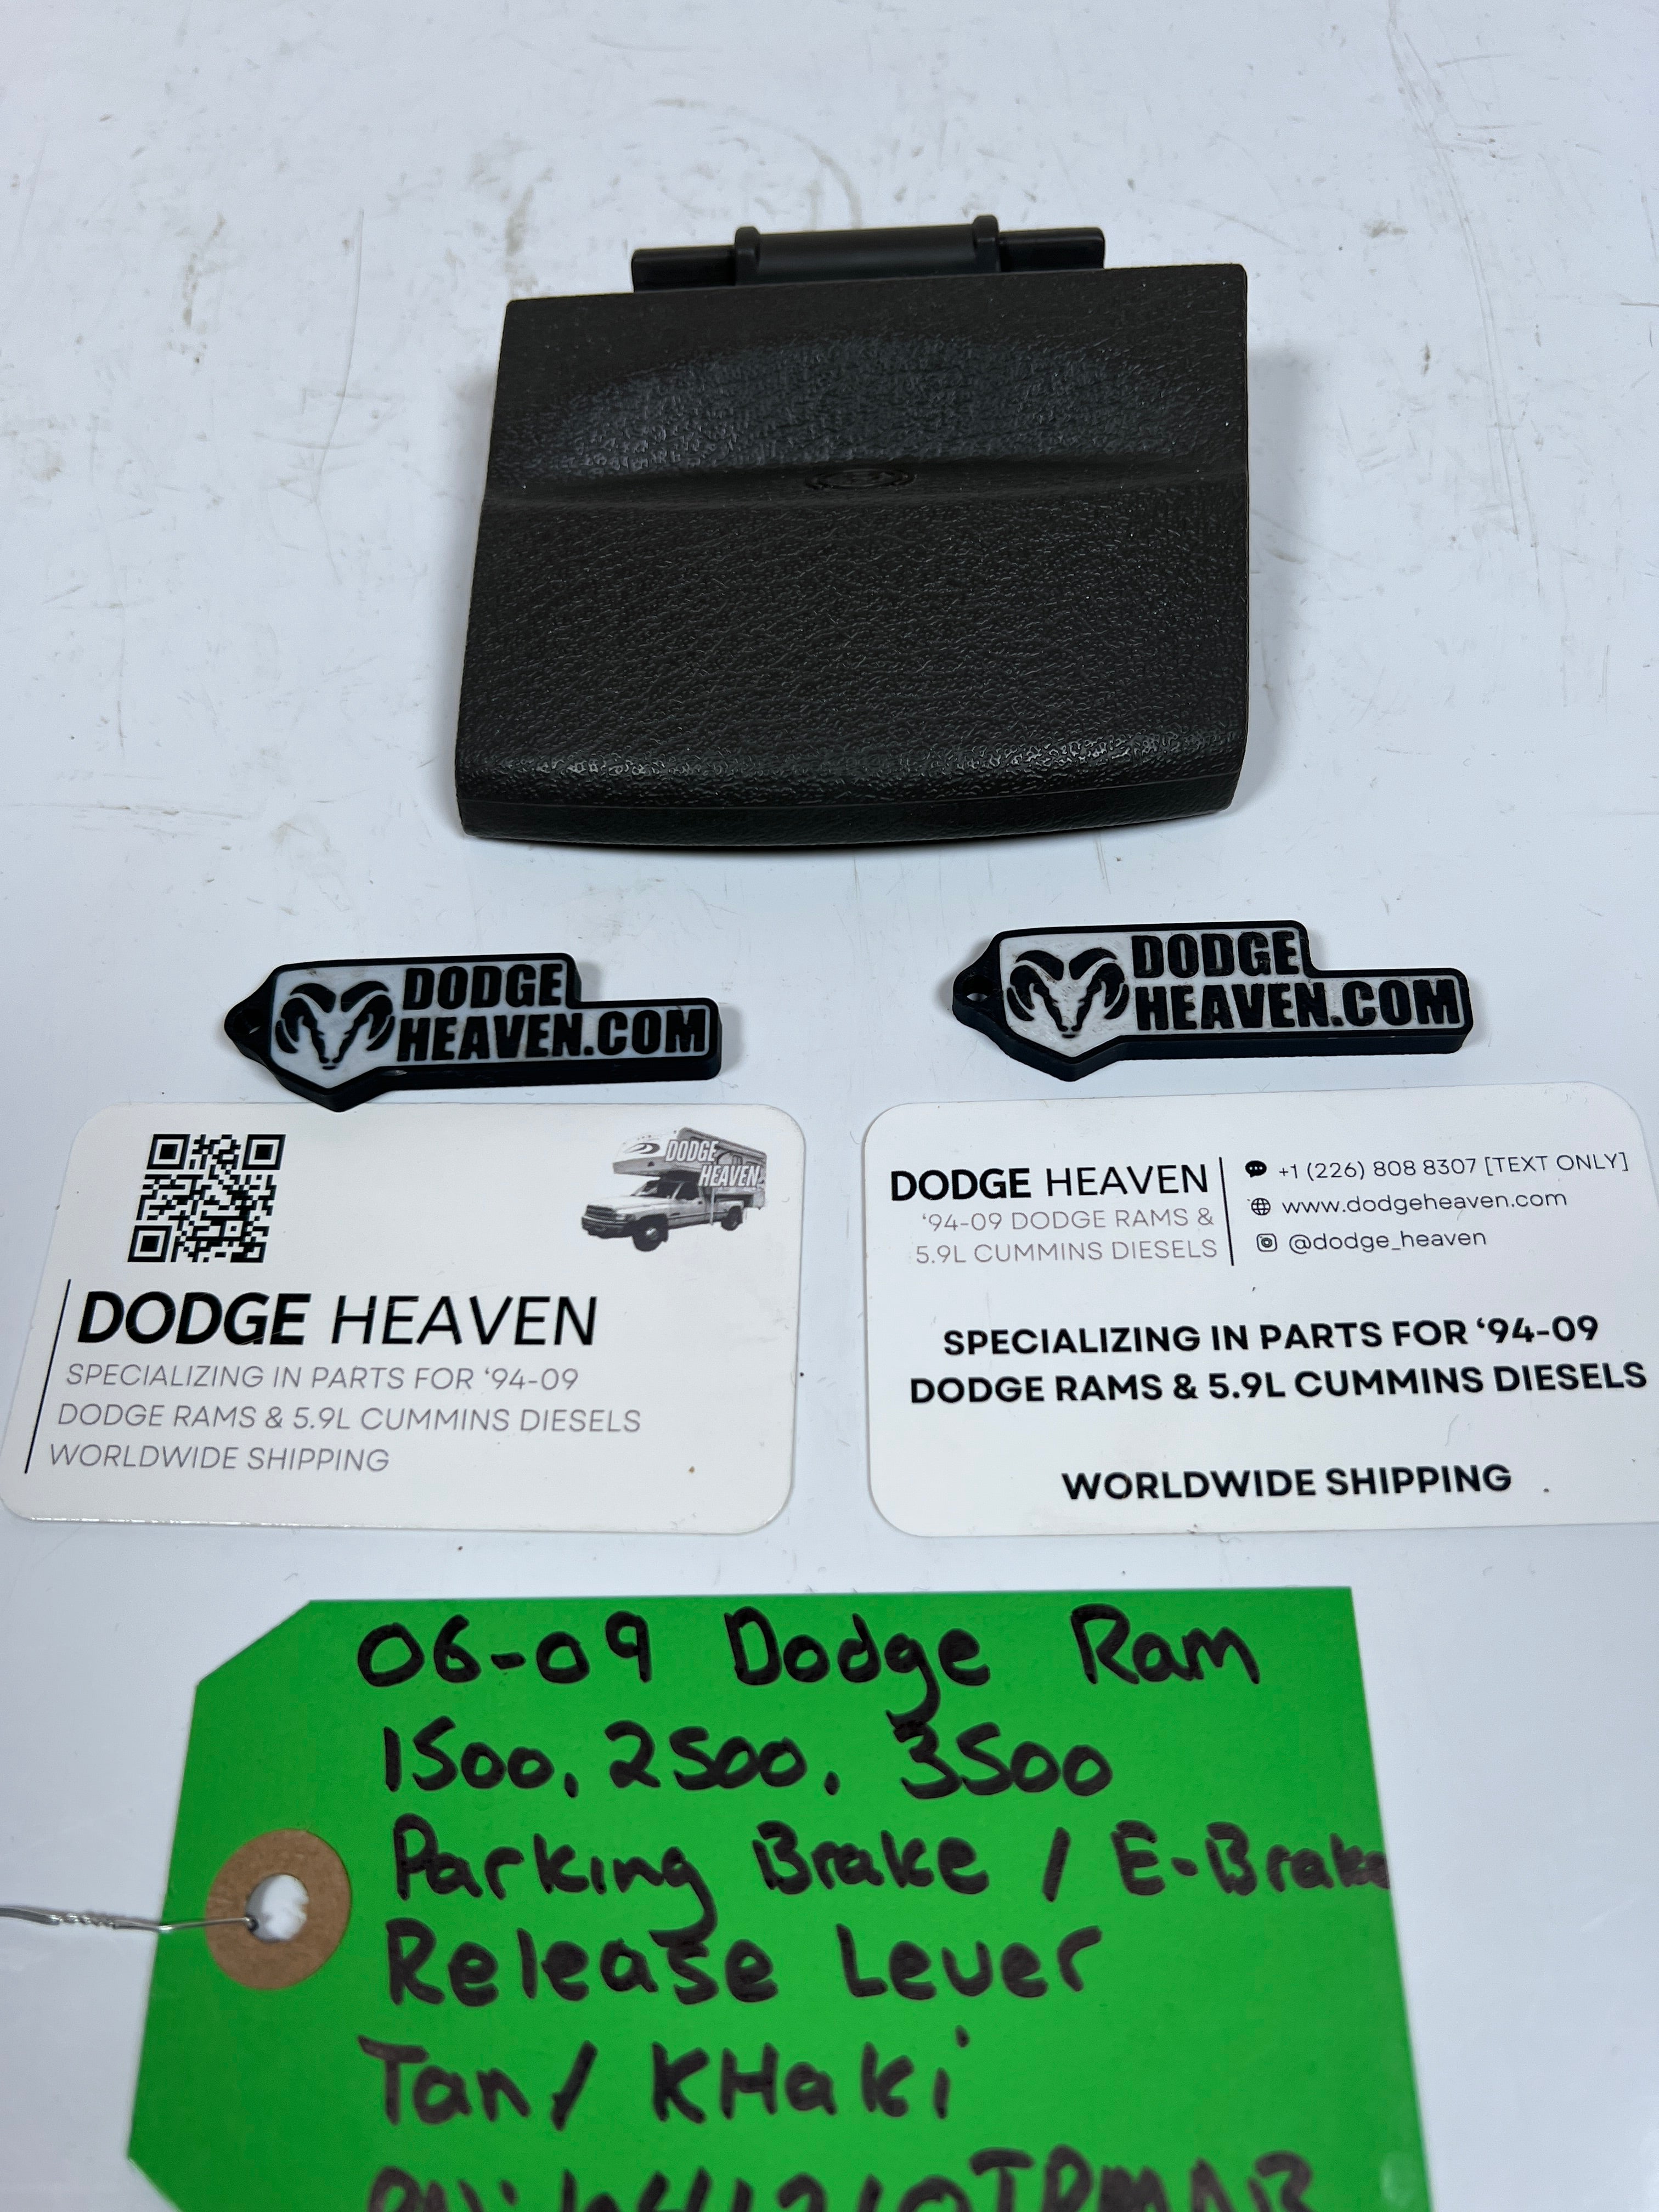 DODGE
HEAVEN.COM
DODGE
HEAVEN.COM
DODGE
HEAVEN
DODGE HEAVEN
SPECIALIZING IN PARTS FOR ‘94-09
DODGE RAMS & 5.9L CUMMINS DIESELS
WORLDWIDE SHIPPING
DODGE HEAVEN
‘94-09 DODGE RAMS &
5.9L CUMMINS DIESELS
+1 (226) 808 8307 [TEXT ONLY]
www.dodgeheaven.com
@dodge_heaven
SPECIALIZING IN PARTS FOR ‘94-09
DODGE RAMS & 5.9L CUMMINS DIESELS
WORLDWIDE SHIPPING
06-09 Dodge Ram
1500, 2500, 3500
Parking Brake / E-Brake
Release Lever
Tan/ KHaki